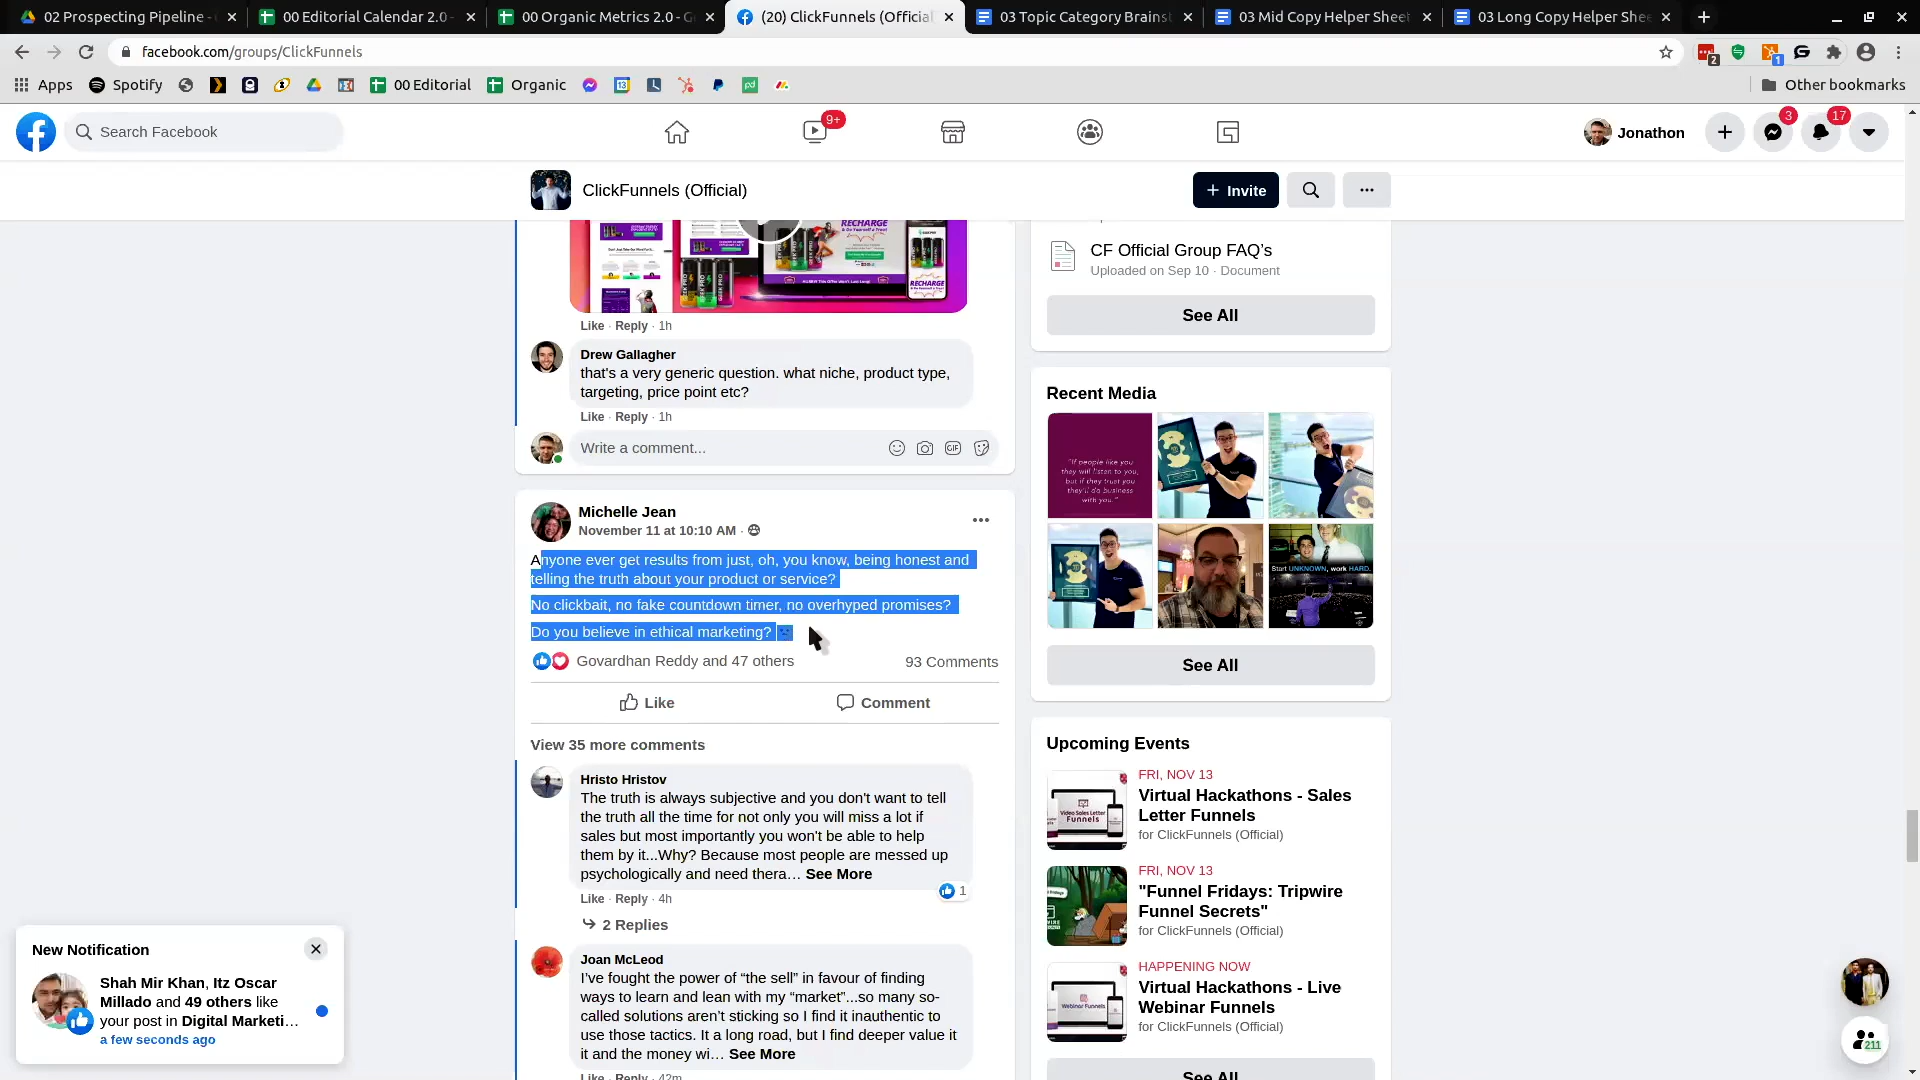 02 Prospecting Pipeline -
00 Editorial Calendar 2.0 -
00 Organic Metrics 2.0 - G
(20) ClickFunnels (Official
03 Topic Category Brainst
03 Mid Copy Helper Sheet
03 Long Copy Helper Shee
facebook.com/groups/ClickFunnels
2
1
Apps
Spotify
00 Editorial
Organic
Other bookmarks
Search Facebook
9+
Jonathon
3
17
ClickFunnels (Official)
+ Invite
RECHARGE
GEEK PRO
RECHARGE
Like · Reply · 1h
Drew Gallagher
that's a very generic question. what niche, product type,
targeting, price point etc?
Like · Reply · 1h
Write a comment...
GIF
Michelle Jean
November 11 at 10:10 AM ·
Anyone ever get results from just, oh, you know, being honest and
telling the truth about your product or service?
No clickbait, no fake countdown timer, no overhyped promises?
Do you believe in ethical marketing?
Govardhan Reddy and 47 others
93 Comments
Like
Comment
View 35 more comments
Hristo Hristov
The truth is always subjective and you don't want to tell
the truth all the time for not only you will miss a lot if
sales but most importantly you won't be able to help
them by it...Why? Because most people are messed up
psychologically and need thera… See More
1
Like · Reply · 4h
2 Replies
Joan McLeod
I've fought the power of “the sell” in favour of finding
ways to learn and lean with my “market”...so many so-
called solutions aren't sticking so I find it inauthentic to
use those tactics. It a long road, but I find deeper value it
it and the money wi… See More
Like · Reply · 42m
CF Official Group FAQ's
Uploaded on Sep 10 · Document
See All
Recent Media
"If people like you
they will listen to you,
but if they trust you
they'll do business
with you."
Start UNKNOWN, work HARD.
See All
Upcoming Events
Video Sales Letter
Funnels
FRI, NOV 13
Virtual Hackathons - Sales
Letter Funnels
for ClickFunnels (Official)
FRI, NOV 13
"Funnel Fridays: Tripwire
Funnel Secrets"
for ClickFunnels (Official)
Webinar Funnels
HAPPENING NOW
Virtual Hackathons - Live
Webinar Funnels
for ClickFunnels (Official)
See All
New Notification
Shah Mir Khan, Itz Oscar
Millado and 49 others like
your post in Digital Marketi…
a few seconds ago
211